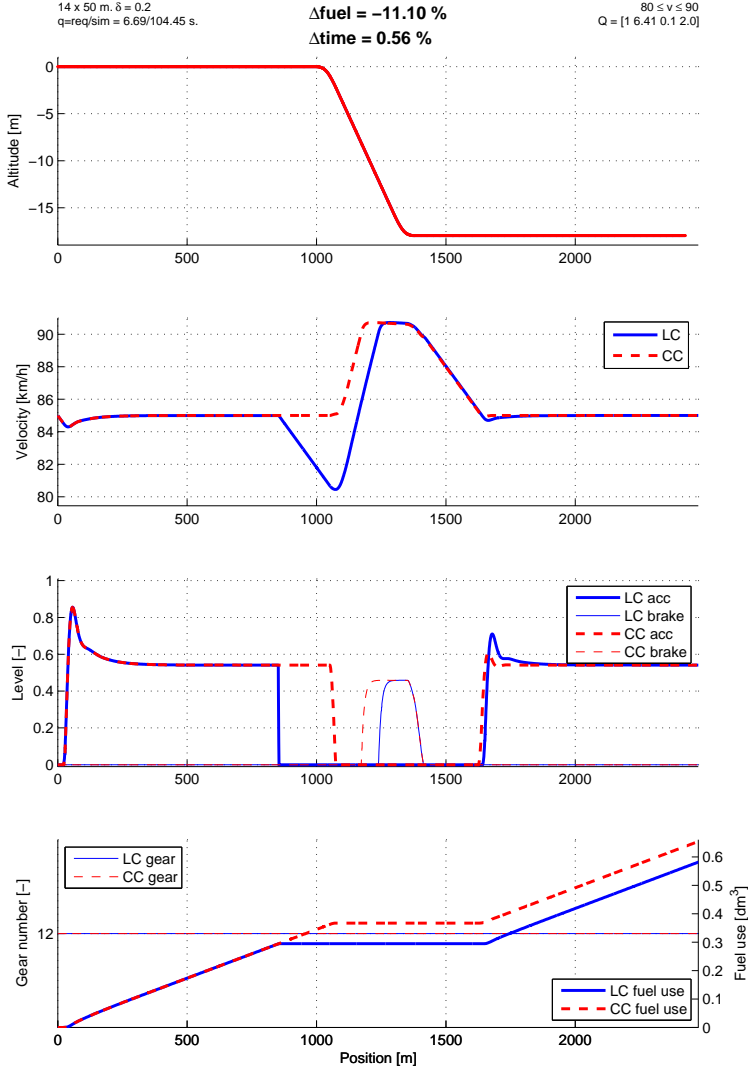 14 x 50 m. δ = 0.2
q=req/sim = 6.69/104.45 s.
Δfuel = −11.10 %
Δtime = 0.56 %
80 ≤ v ≤ 90
Q = [1 6.41 0.1 2.0]
Altitude [m]
0
−5
−10
−15
0 500 1000 1500 2000
Velocity [km/h]
90
88
86
84
82
80
LC
CC
0 500 1000 1500 2000
Level [−]
1
0.8
0.6
0.4
0.2
0
LC acc
LC brake
CC acc
CC brake
0 500 1000 1500 2000
Gear number [−]
12
LC gear
CC gear
Fuel use [dm³]
0.6
0.5
0.4
0.3
0.2
0.1
0
LC fuel use
CC fuel use
0 500 1000 1500 2000
Position [m]